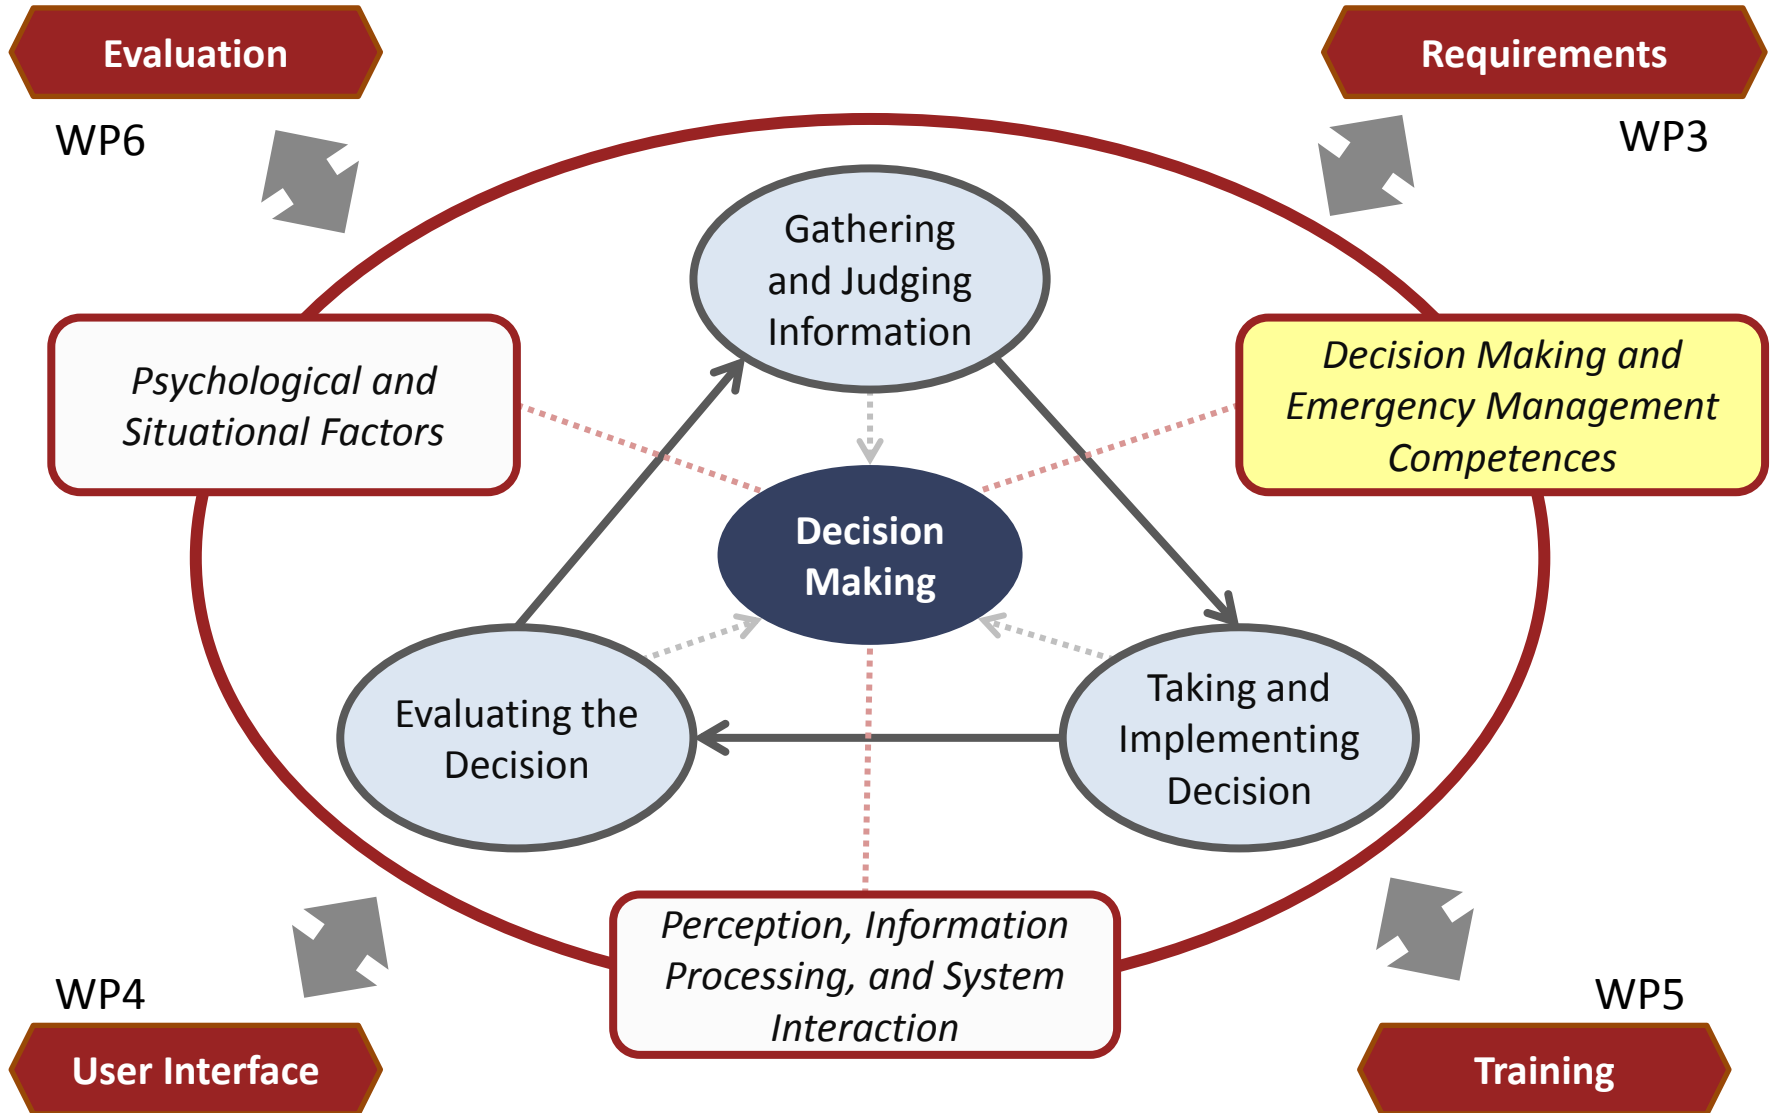 Evaluation
Requirements
WP6
WP3
Gathering
and Judging
Information
Psychological and
Situational Factors
Decision Making and
Emergency Management
Competences
Decision
Making
Evaluating the
Decision
Taking and
Implementing
Decision
Perception, Information
Processing, and System
Interaction
WP4
WP5
User Interface
Training